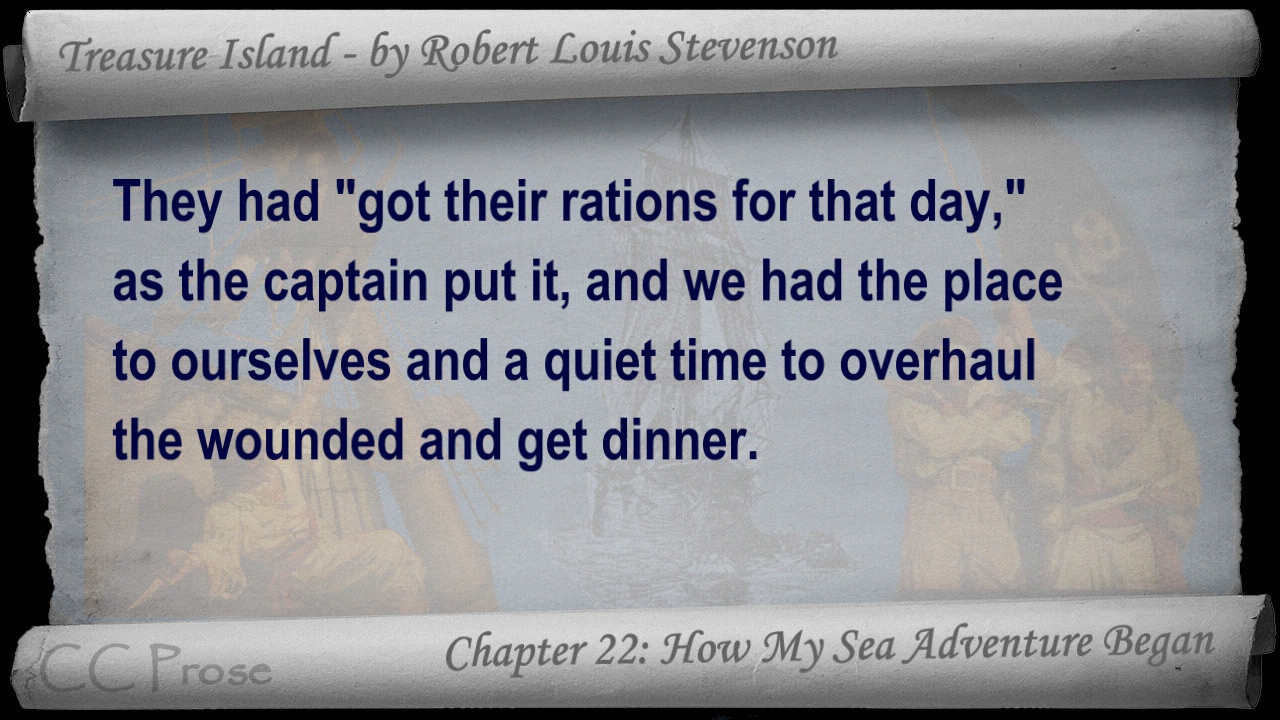 Treasure Island - by Robert Louis Stevenson
They had "got their rations for that day,"
as the captain put it, and we had the place
to ourselves and a quiet time to overhaul
the wounded and get dinner.
Chapter 22: How My Sea Adventure Began
CC Prose